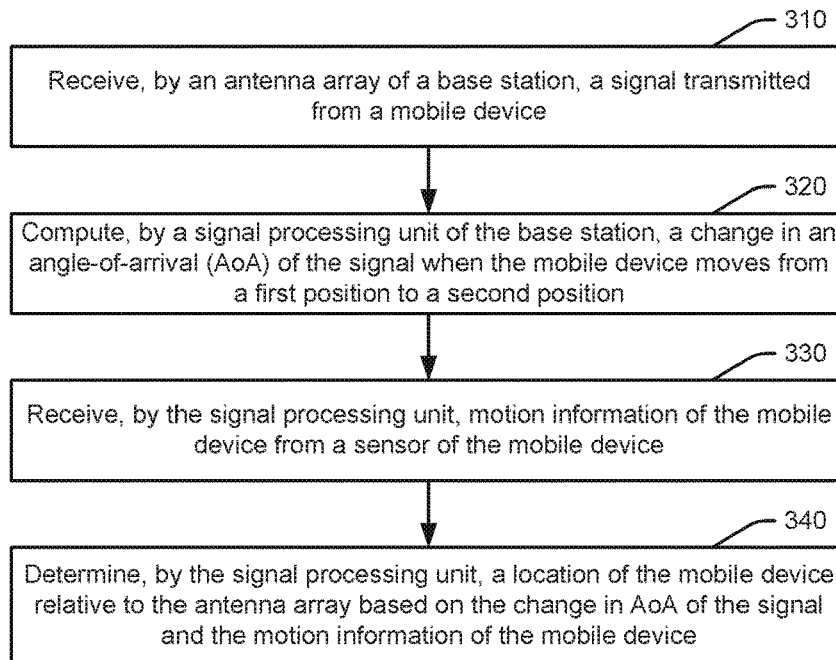 310
Receive, by an antenna array of a base station, a signal transmitted
from a mobile device
320
Compute, by a signal processing unit of the base station, a change in an
angle-of-arrival (AoA) of the signal when the mobile device moves from
a first position to a second position
330
Receive, by the signal processing unit, motion information of the mobile
device from a sensor of the mobile device
340
Determine, by the signal processing unit, a location of the mobile device
relative to the antenna array based on the change in AoA of the signal
and the motion information of the mobile device